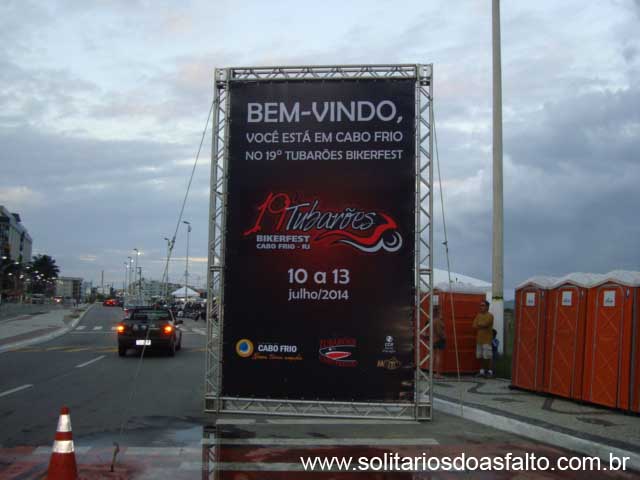 BEM-VINDO,
VOCÊ ESTÁ EM CABO FRIO
NO 19º TUBARÕES BIKERFEST
19º Tubarões
BIKERFEST
CABO FRIO - RJ
10 a 13
julho/2014
CABO FRIO
www.solitariosdoasfalto.com.br